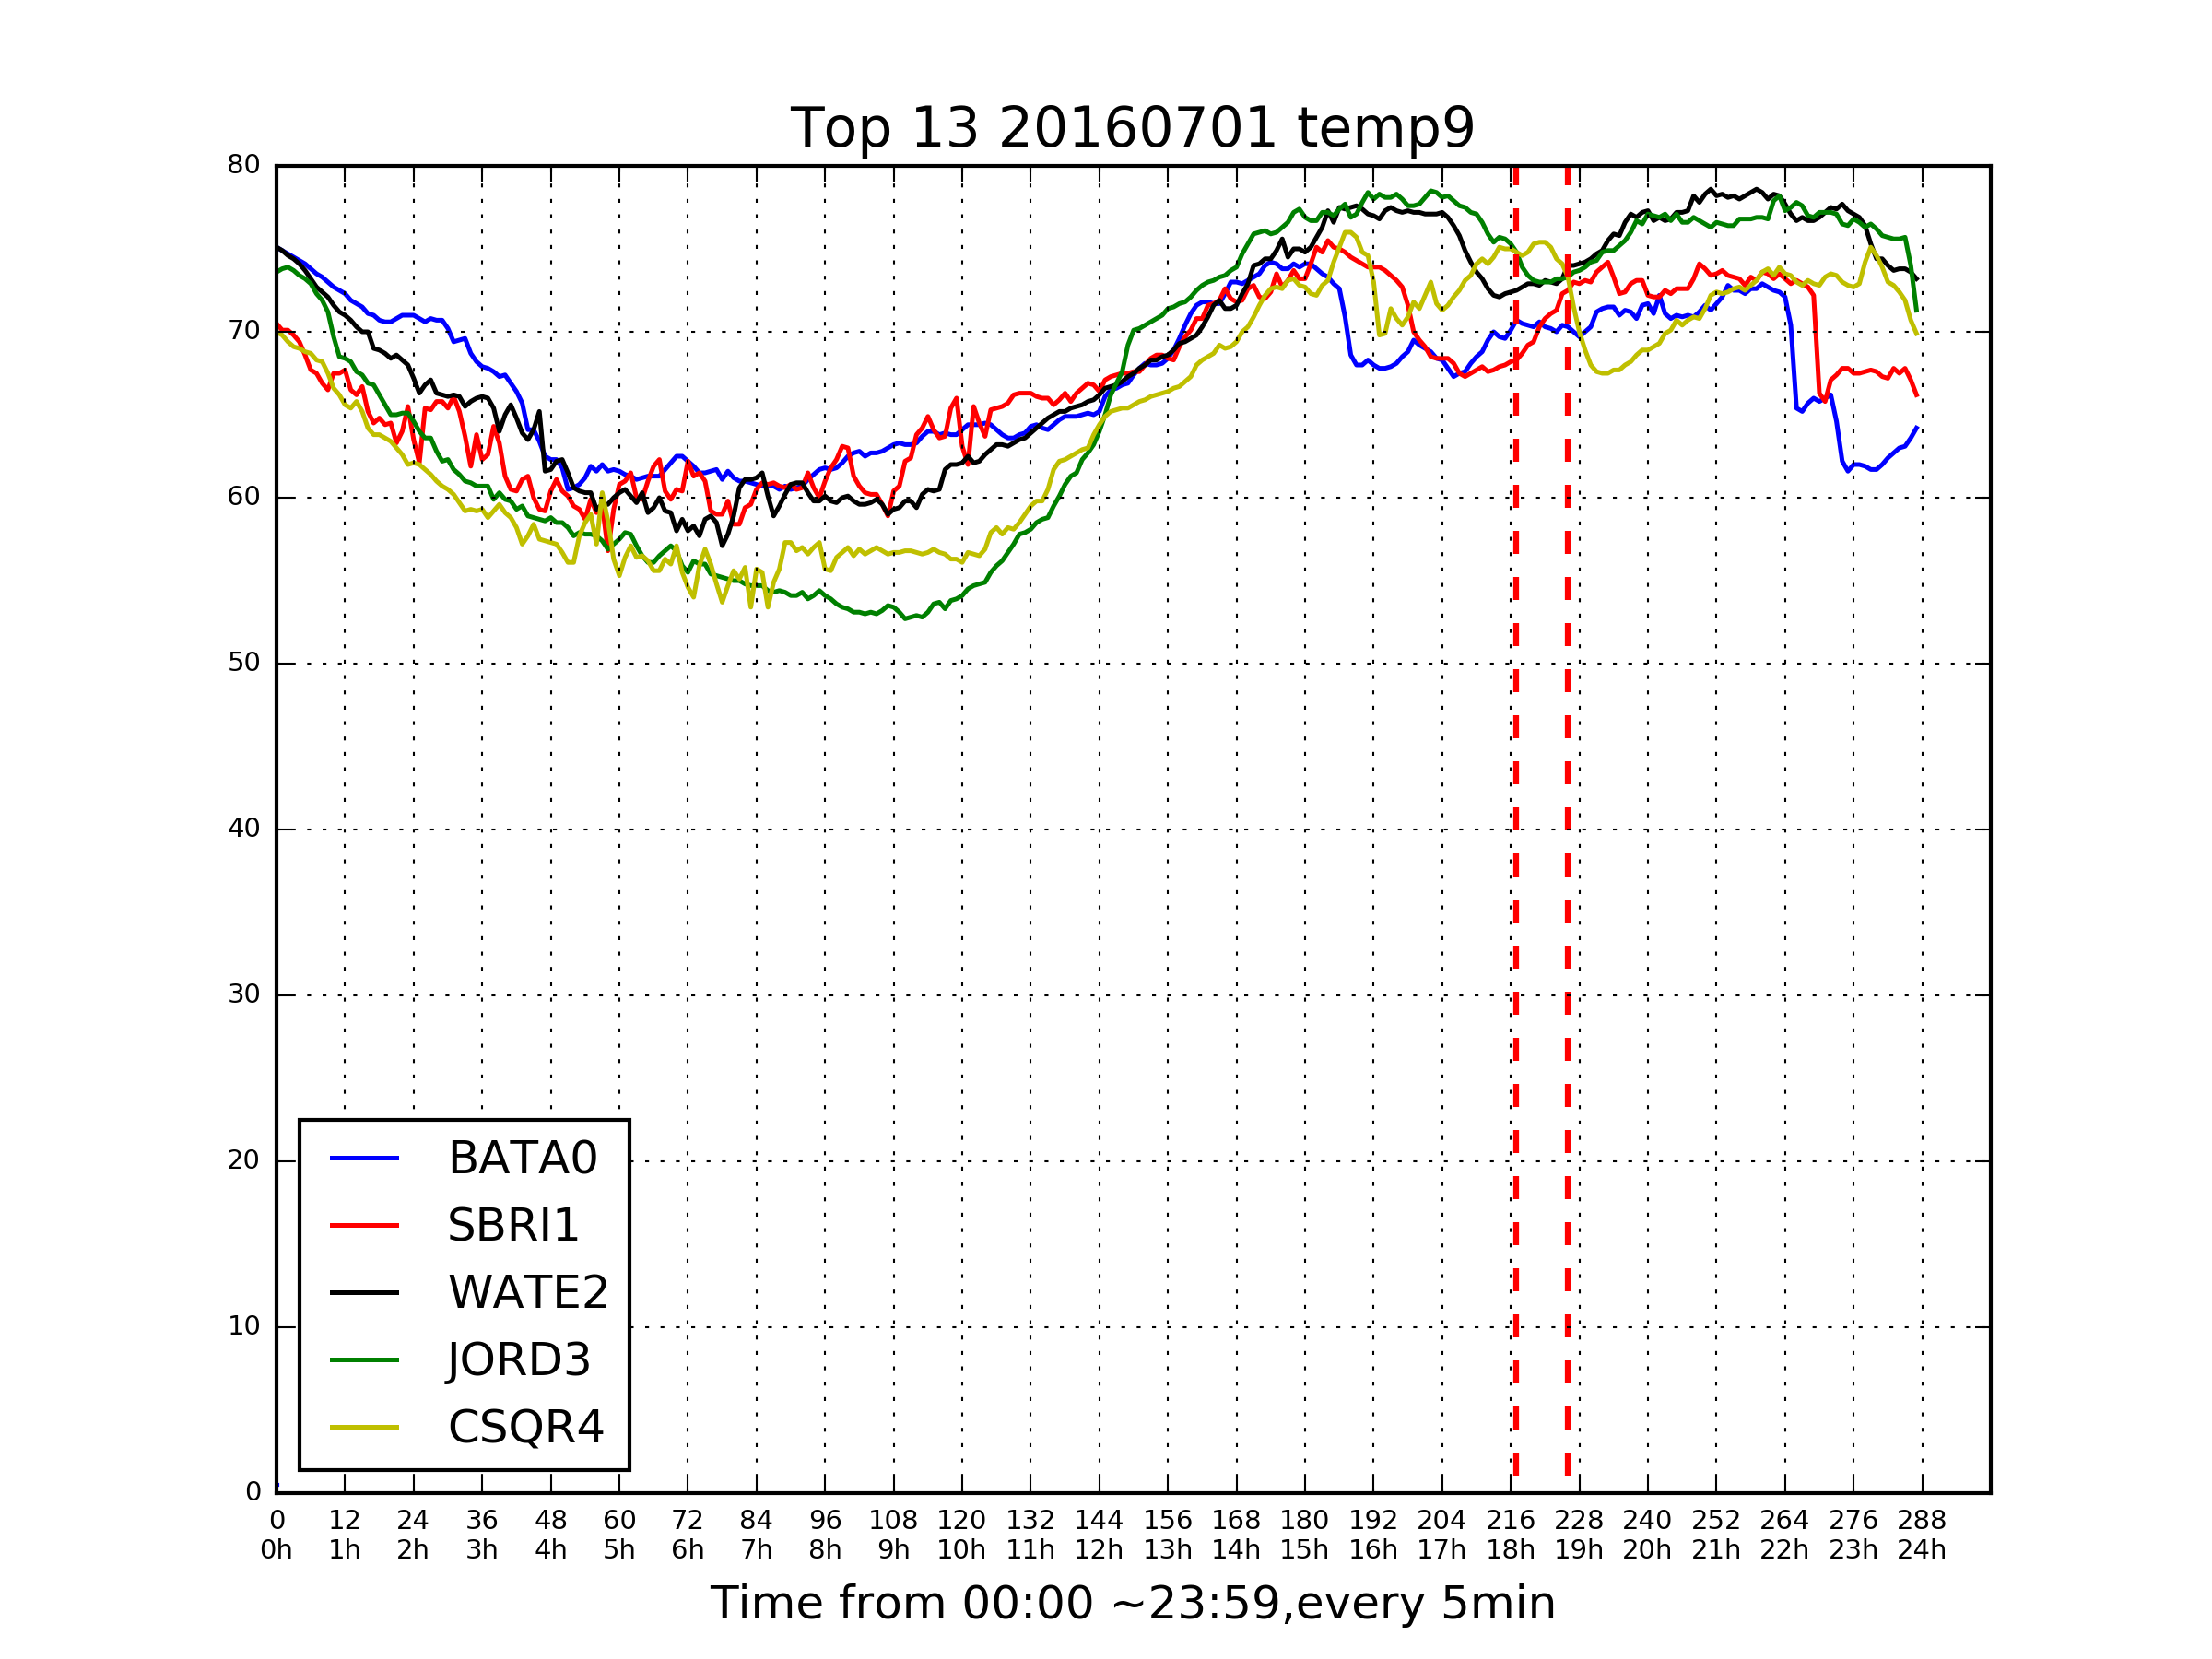 Top 13 20160701 temp9
80
70
60
50
40
30
20
10
0
BATA0
SBRI1
WATE2
JORD3
CSQR4
0 12 24 36 48 60 72 84 96 108 120 132 144 156 168 180 192 204 216 228 240 252 264 276 288
0h 1h 2h 3h 4h 5h 6h 7h 8h 9h 10h 11h 12h 13h 14h 15h 16h 17h 18h 19h 20h 21h 22h 23h 24h
Time from 00:00 ~23:59,every 5min